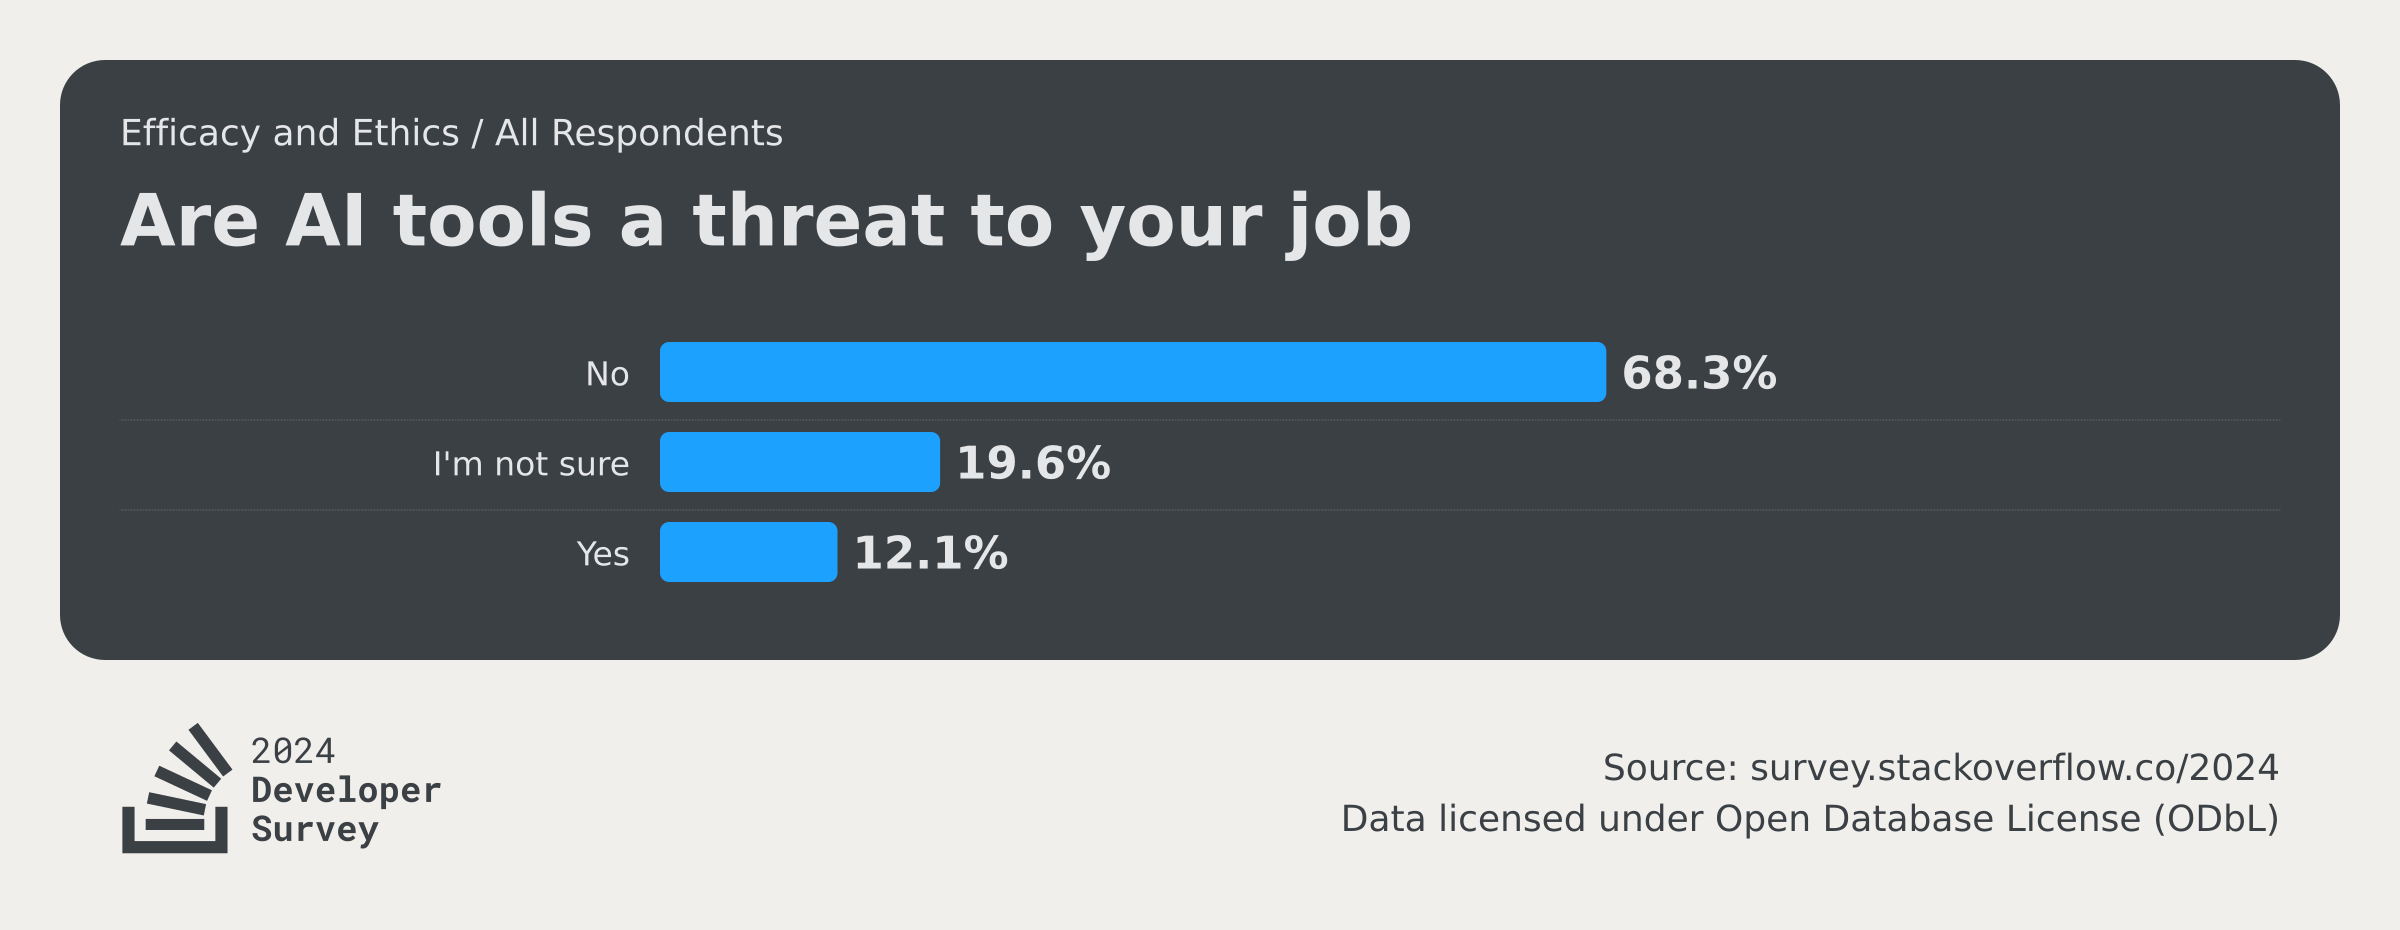 Efficacy and Ethics / All Respondents
Are AI tools a threat to your job
No 68.3%
I'm not sure 19.6%
Yes 12.1%
2024
Developer
Survey
Source: survey.stackoverflow.co/2024
Data licensed under Open Database License (ODbL)